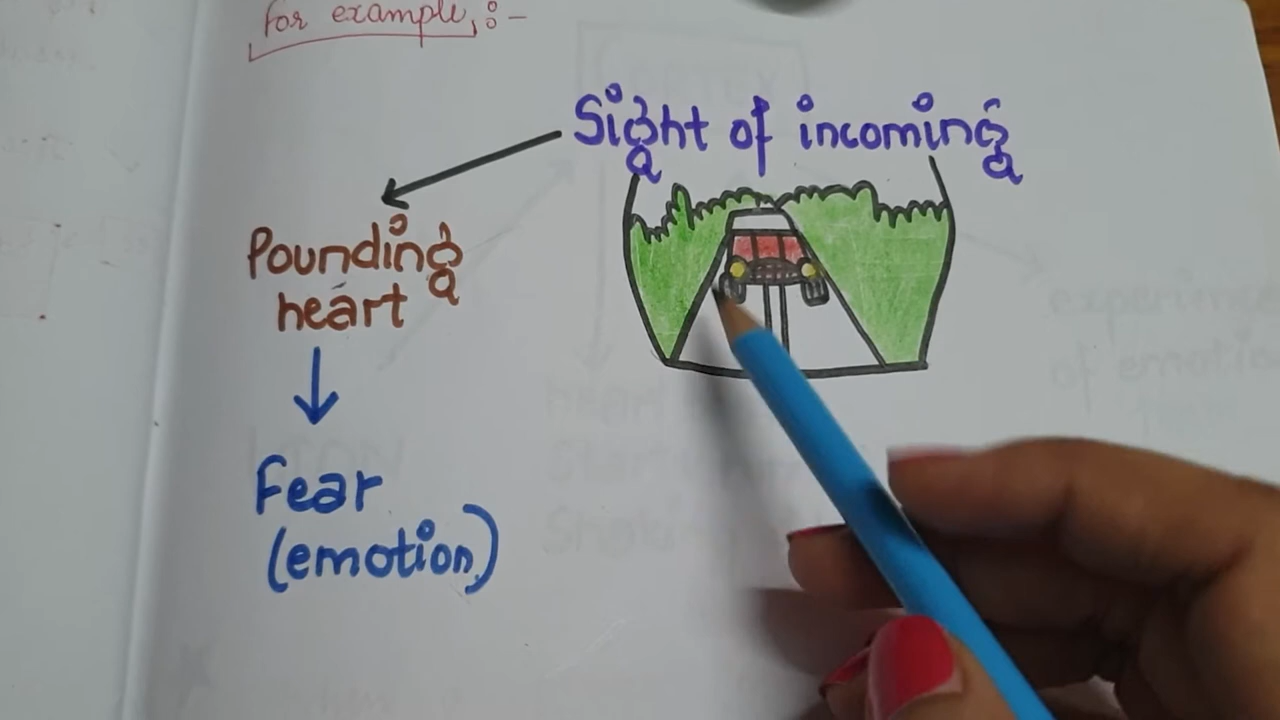 for example,:-
Sight of incoming
Pounding
heart
Fear
(emotion)